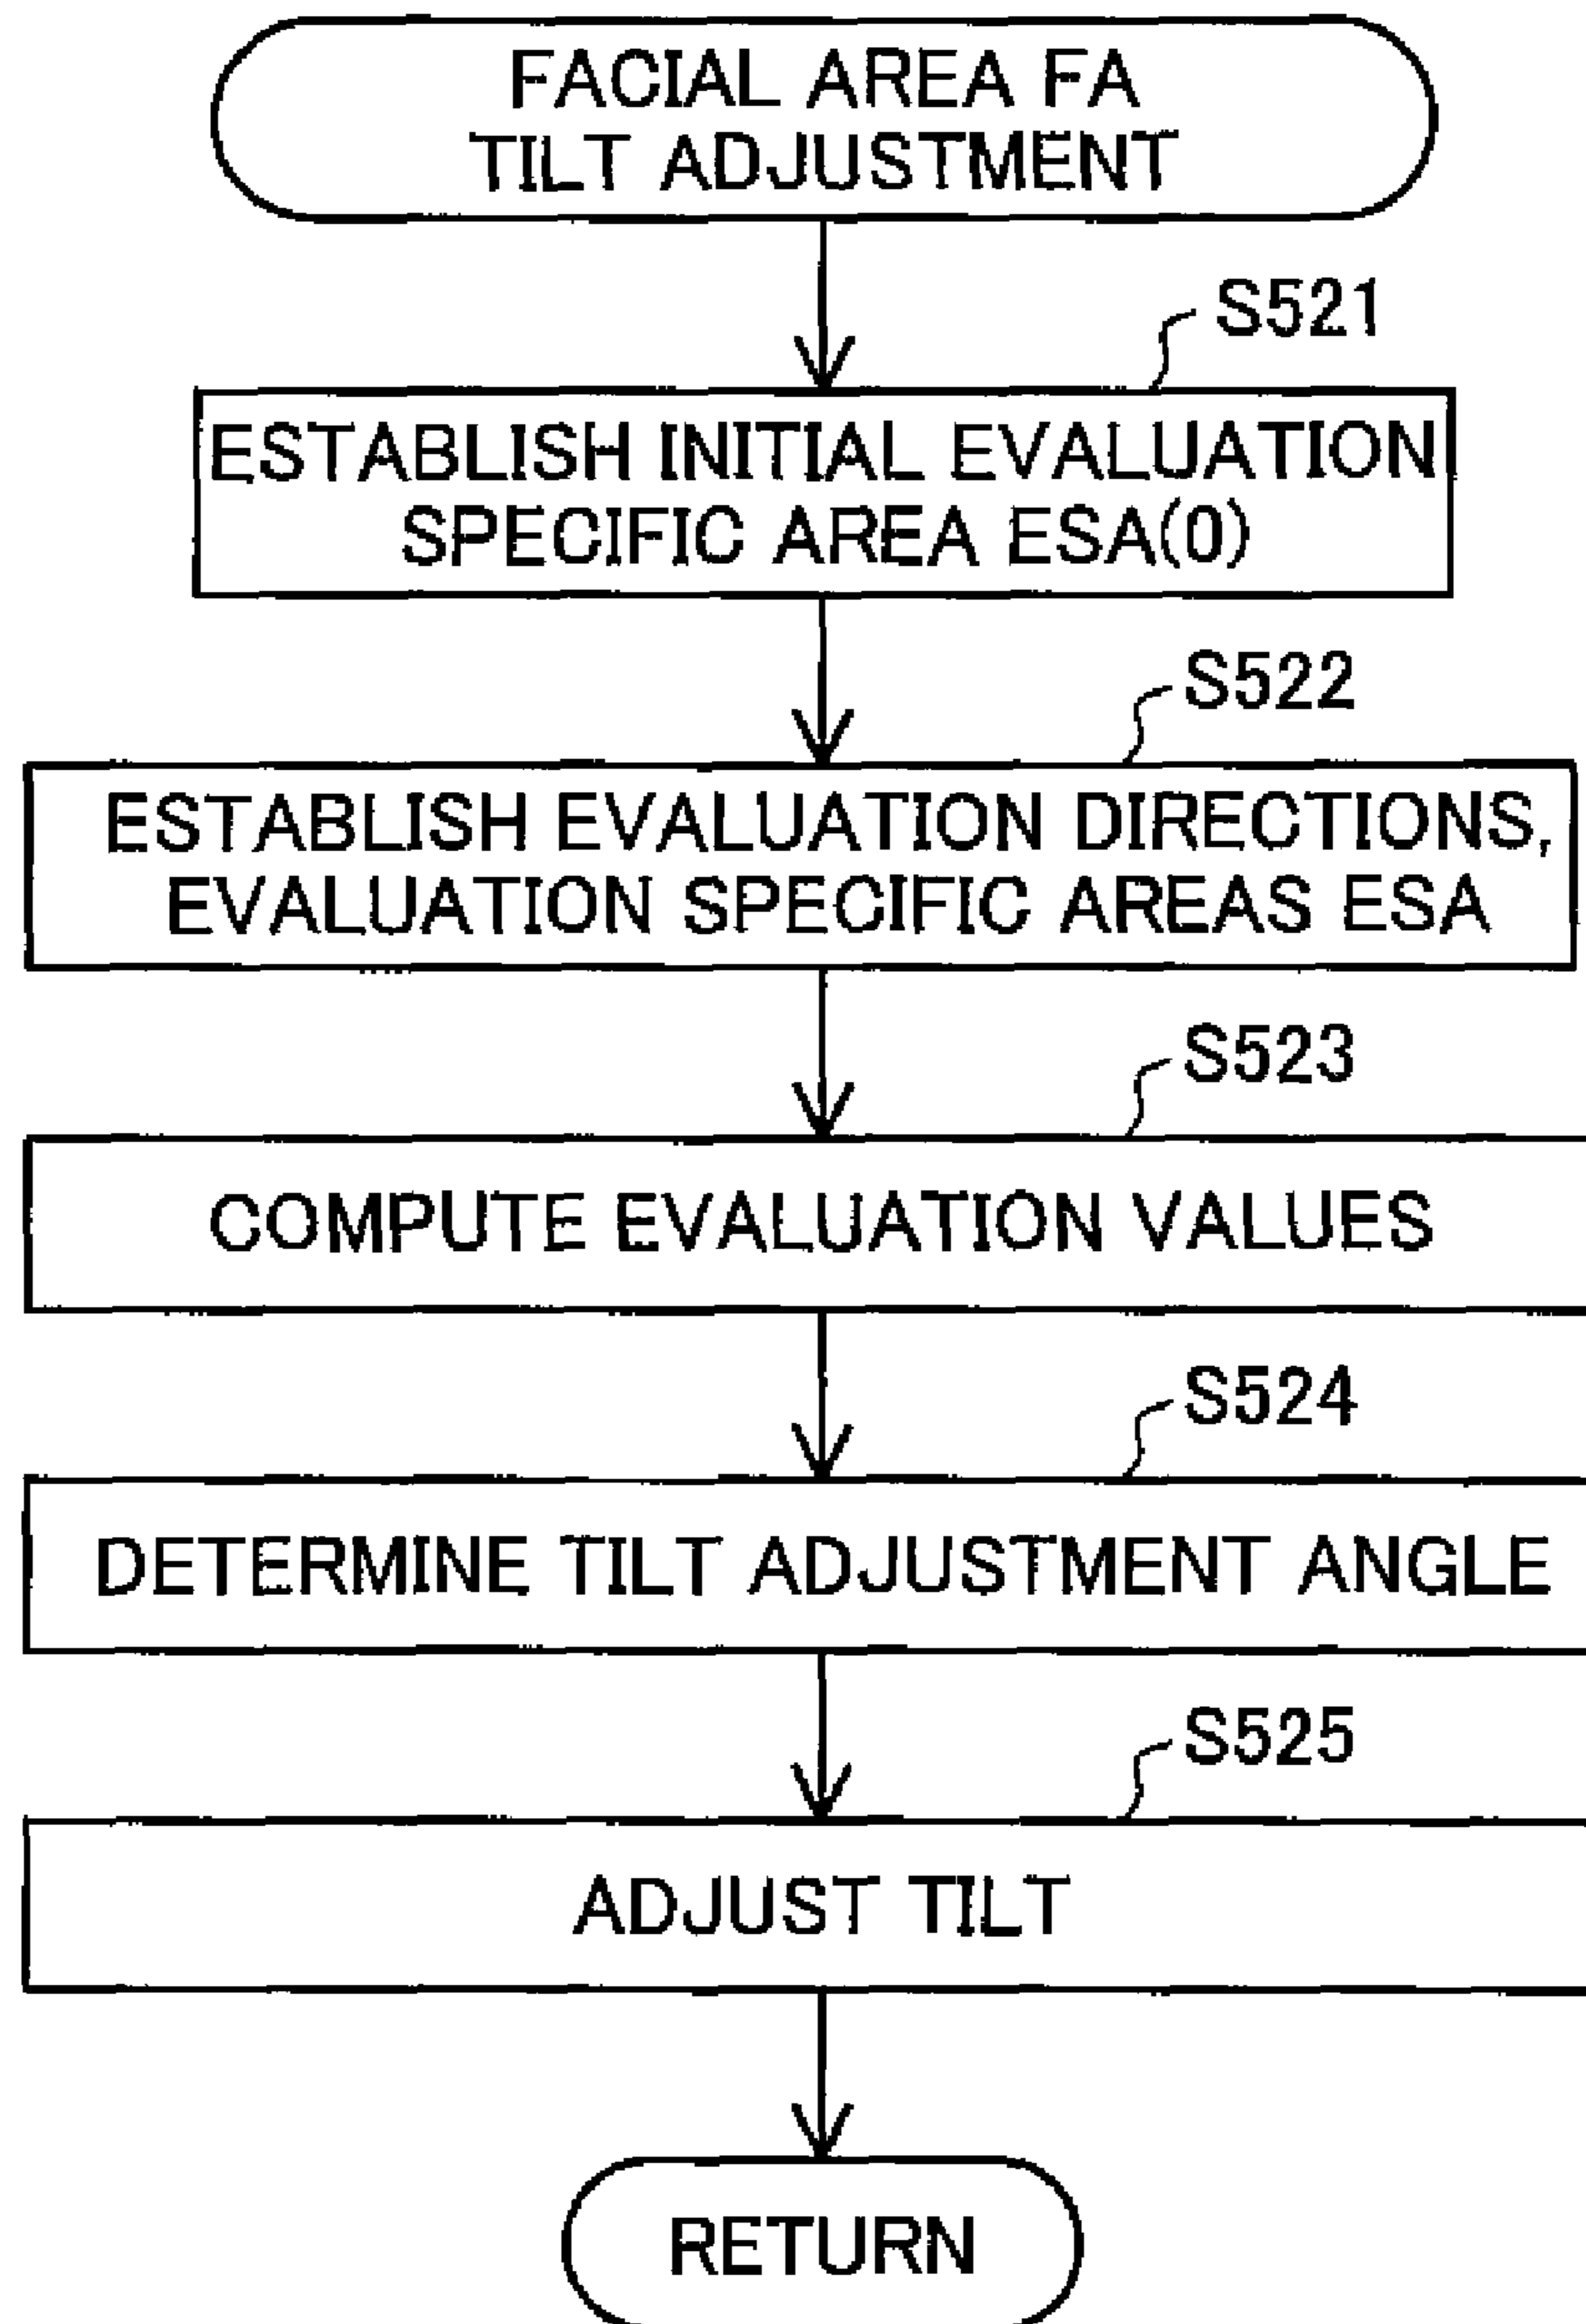 FACIAL AREA FA
TILT ADJUSTMENT
S521
ESTABLISH INITIAL EVALUATION
SPECIFIC AREA ESA(0)
S522
ESTABLISH EVALUATION DIRECTIONS,
EVALUATION SPECIFIC AREAS ESA
S523
COMPUTE EVALUATION VALUES
S524
DETERMINE TILT ADJUSTMENT ANGLE
S525
ADJUST TILT
RETURN